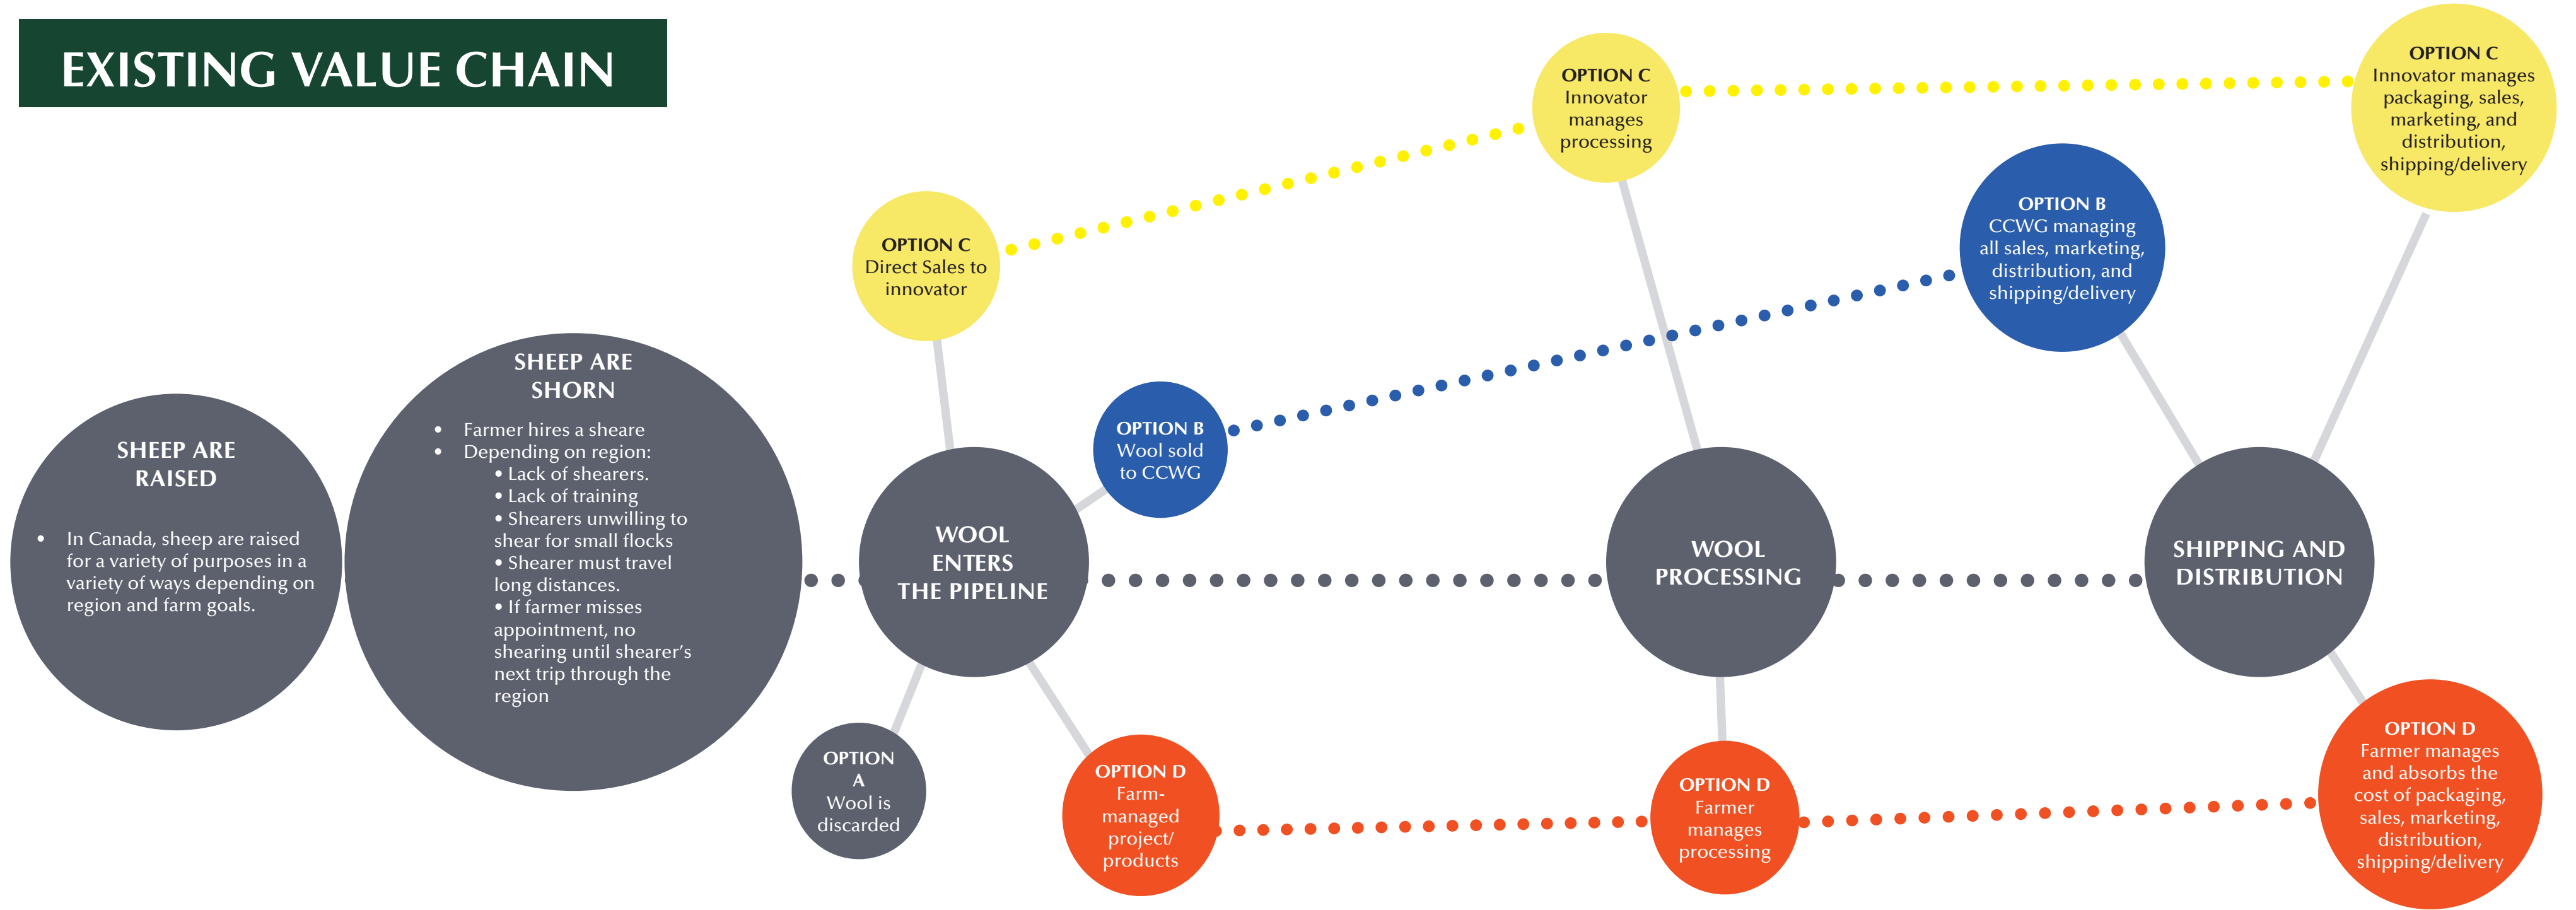 EXISTING VALUE CHAIN
SHEEP ARE
RAISED
• In Canada, sheep are raised
for a variety of purposes in a
variety of ways depending on
region and farm goals.
SHEEP ARE
SHORN
• Farmer hires a sheare
• Depending on region:
• Lack of shearers.
• Lack of training
• Shearers unwilling to
shear for small flocks
• Shearer must travel
long distances.
• If farmer misses
appointment, no
shearing until shearer’s
next trip through the
region
WOOL
ENTERS
THE PIPELINE
OPTION
A
Wool is
discarded
OPTION B
Wool sold
to CCWG
OPTION C
Direct Sales to
innovator
OPTION D
Farm-
managed
project/
products
WOOL
PROCESSING
OPTION C
Innovator
manages
processing
OPTION D
Farmer
manages
processing
SHIPPING AND
DISTRIBUTION
OPTION B
CCWG managing
all sales, marketing,
distribution, and
shipping/delivery
OPTION C
Innovator manages
packaging, sales,
marketing, and
distribution,
shipping/delivery
OPTION D
Farmer manages
and absorbs the
cost of packaging,
sales, marketing,
distribution,
shipping/delivery